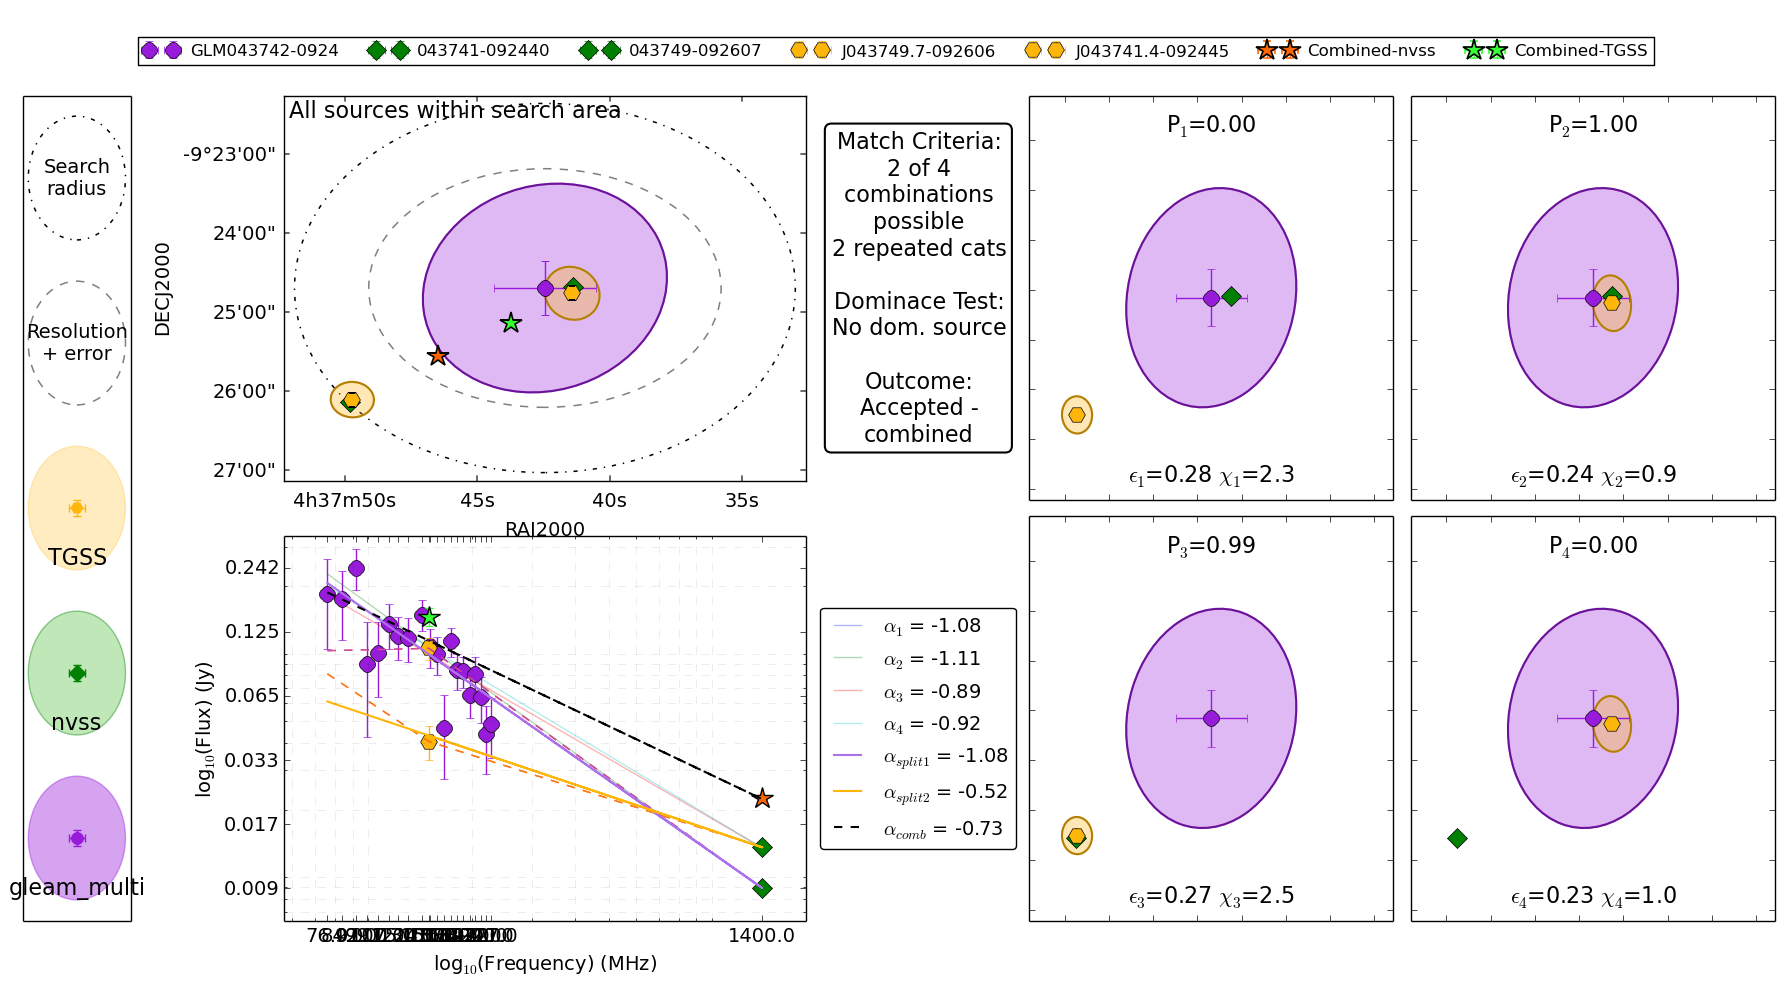 GLM043742-0924 043741-092440 043749-092607 J043749.7-092606 J043741.4-092445 Combined-nvss Combined-TGSS
Search
radius
Resolution
+ error
TGSS
nvss
gleam_multi
All sources within search area
DECJ2000
-9°23'00"
24'00"
25'00"
26'00"
27'00"
4h37m50s 45s 40s 35s
RAJ2000
Match Criteria:
2 of 4
combinations
possible
2 repeated cats
Dominace Test:
No dom. source
Outcome:
Accepted -
combined
P1=0.00
ϵ1=0.28 χ1=2.3
P2=1.00
ϵ2=0.24 χ2=0.9
P3=0.99
ϵ3=0.27 χ3=2.5
P4=0.00
ϵ4=0.23 χ4=1.0
log10(Flux) (Jy)
0.242
0.125
0.065
0.033
0.017
0.009
1400.0
log10(Frequency) (MHz)
α1 = -1.08
α2 = -1.11
α3 = -0.89
α4 = -0.92
αsplit1 = -1.08
αsplit2 = -0.52
αcomb = -0.73